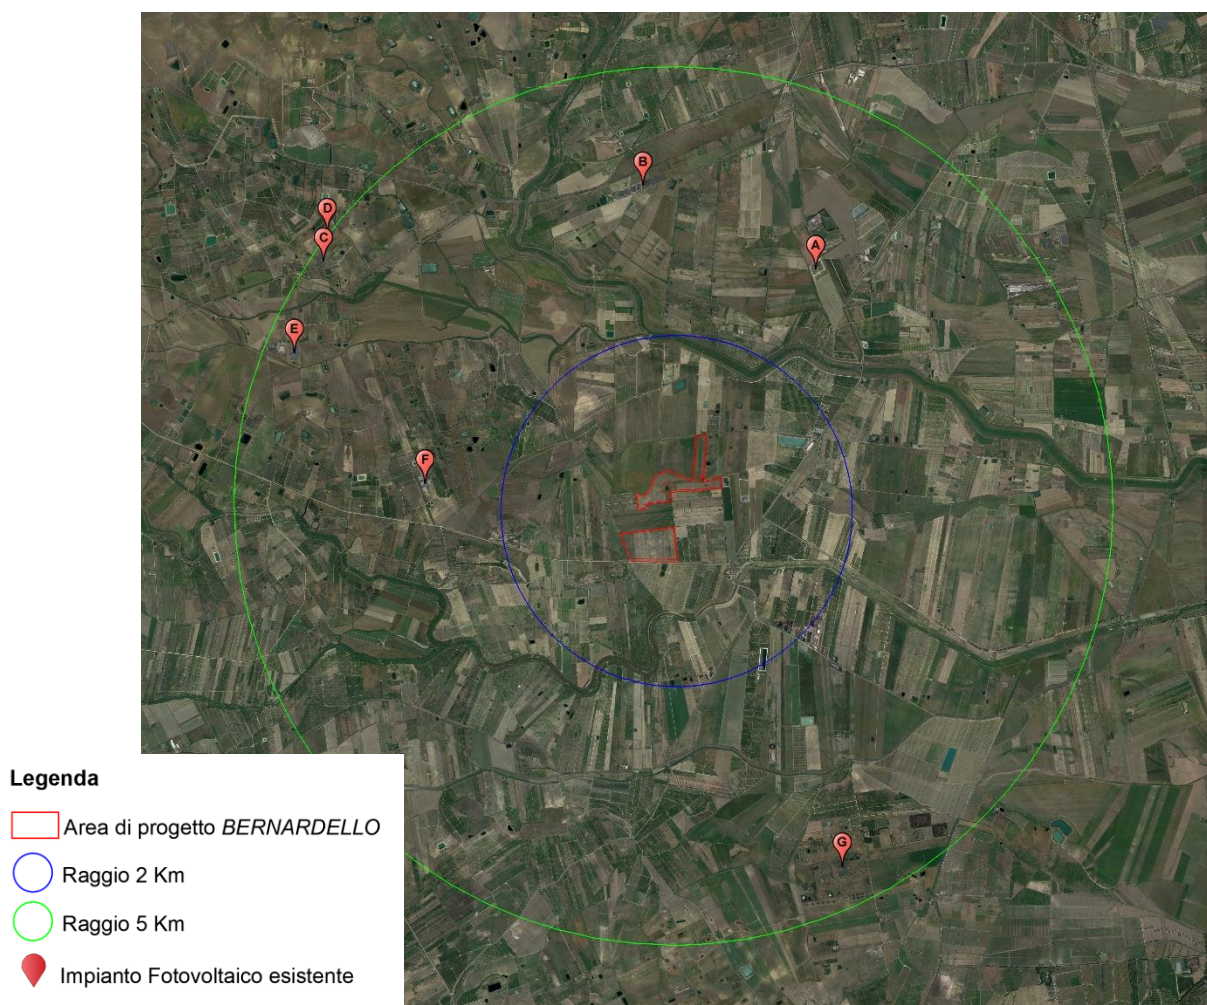 B
D
C
A
E
F
G
Legenda
Area di progetto BERNARDELLO
Raggio 2 Km
Raggio 5 Km
Impianto Fotovoltaico esistente